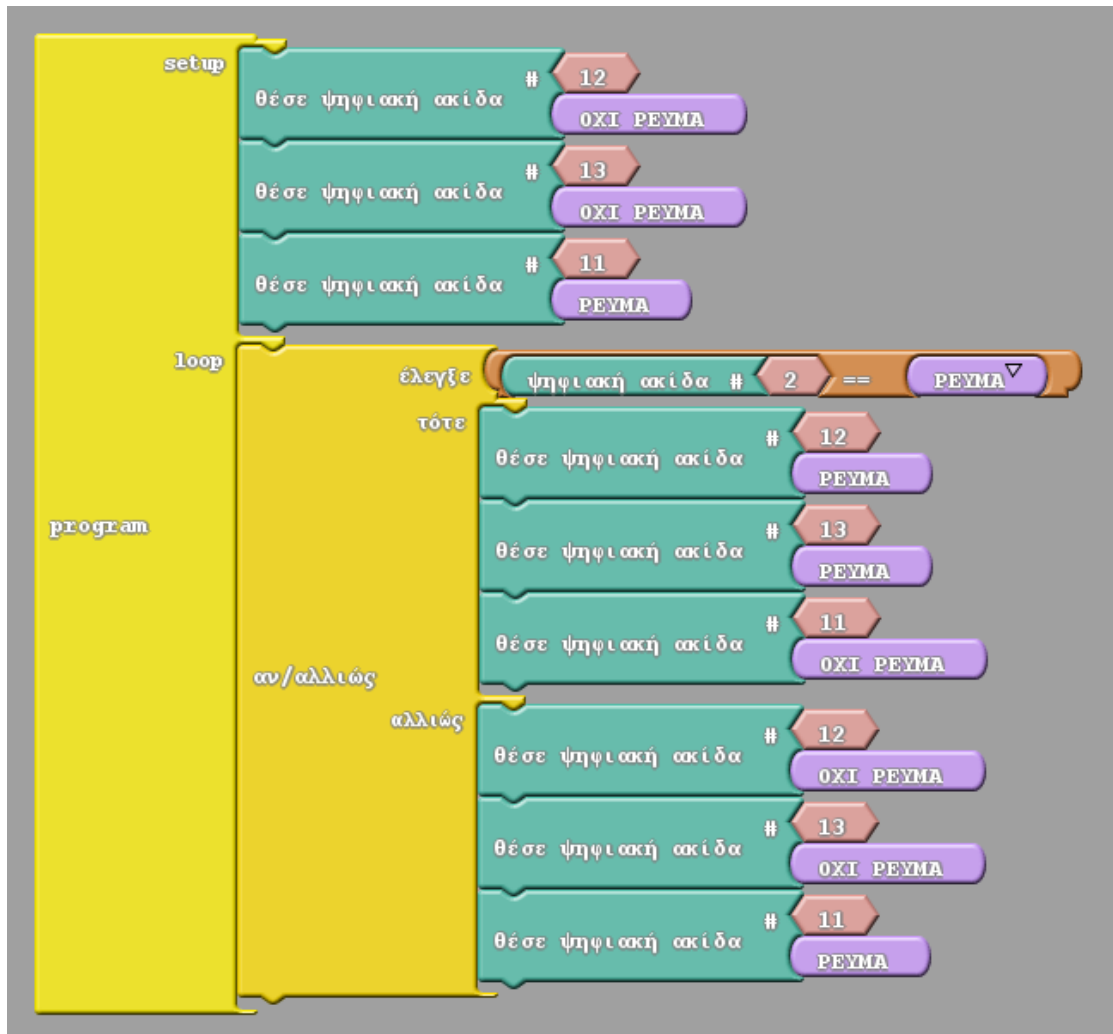 setup
θέσε ψηφιακή ακίδα # 12
ΟΧΙ ΡΕΥΜΑ
θέσε ψηφιακή ακίδα # 13
ΟΧΙ ΡΕΥΜΑ
θέσε ψηφιακή ακίδα # 11
ΡΕΥΜΑ
loop
έλεγξε ψηφιακή ακίδα # 2 == ΡΕΥΜΑ
τότε
θέσε ψηφιακή ακίδα # 12
ΡΕΥΜΑ
program
θέσε ψηφιακή ακίδα # 13
ΡΕΥΜΑ
θέσε ψηφιακή ακίδα # 11
ΟΧΙ ΡΕΥΜΑ
αν/αλλιώς
αλλιώς
θέσε ψηφιακή ακίδα # 12
ΟΧΙ ΡΕΥΜΑ
θέσε ψηφιακή ακίδα # 13
ΟΧΙ ΡΕΥΜΑ
θέσε ψηφιακή ακίδα # 11
ΡΕΥΜΑ